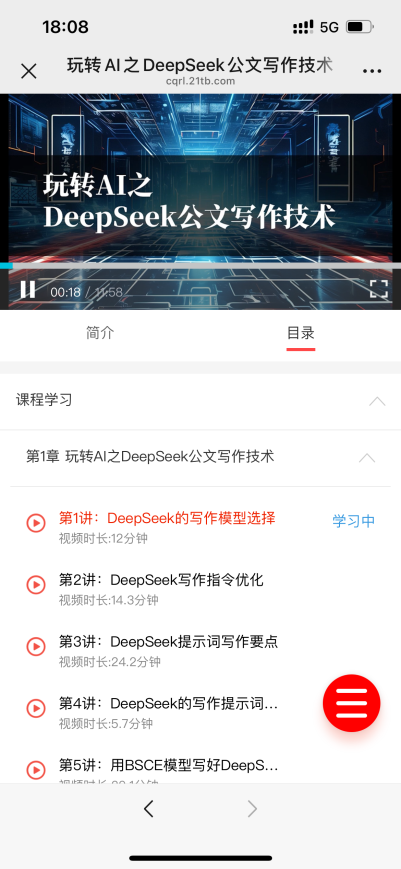 18:08
5G
玩转AI之DeepSeek公文写作技术
cqrl.21tb.com
玩转AI之
DeepSeek公文写作技术
00:18 / 11:58
简介
目录
课程学习
第1章 玩转AI之DeepSeek公文写作技术
第1讲：DeepSeek的写作模型选择
学习中
视频时长:12分钟
第2讲：DeepSeek写作指令优化
视频时长:14.3分钟
第3讲：DeepSeek提示词写作要点
视频时长:24.2分钟
第4讲：DeepSeek的写作提示词...
视频时长:5.7分钟
第5讲：用BSCE模型写好DeepS...